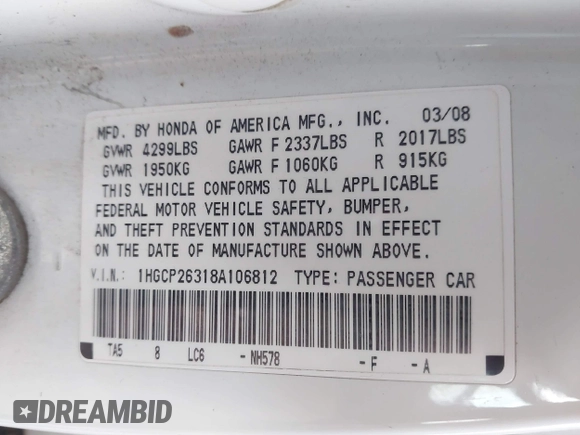 MFD. BY HONDA OF AMERICA MFG., INC. 03/08
GVWR 4299LBS GAWR F 2337LBS R 2017LBS
GVWR 1950KG GAWR F 1060KG R 915KG
THIS VEHICLE CONFORMS TO ALL APPLICABLE
FEDERAL MOTOR VEHICLE SAFETY, BUMPER,
AND THEFT PREVENTION STANDARDS IN EFFECT
ON THE DATE OF MANUFACTURE SHOWN ABOVE.
V.I.N.: 1HGCP26318A106812 TYPE: PASSENGER CAR
TA5 8 LC6 -NH578 -F -A
DREAMBID